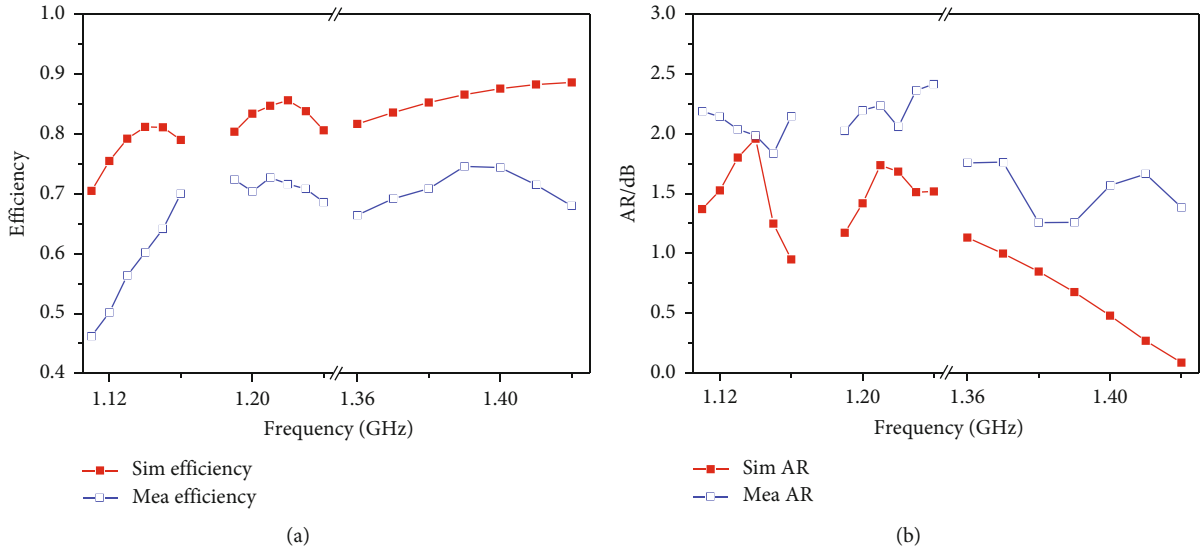 1.0
0.9
0.8
0.7
0.6
0.5
0.4
Efficiency
1.12 1.20 1.36 1.40
Frequency (GHz)
Sim efficiency
Mea efficiency
(a)
3.0
2.5
2.0
1.5
1.0
0.5
0.0
AR/dB
1.12 1.20 1.36 1.40
Frequency (GHz)
Sim AR
Mea AR
(b)